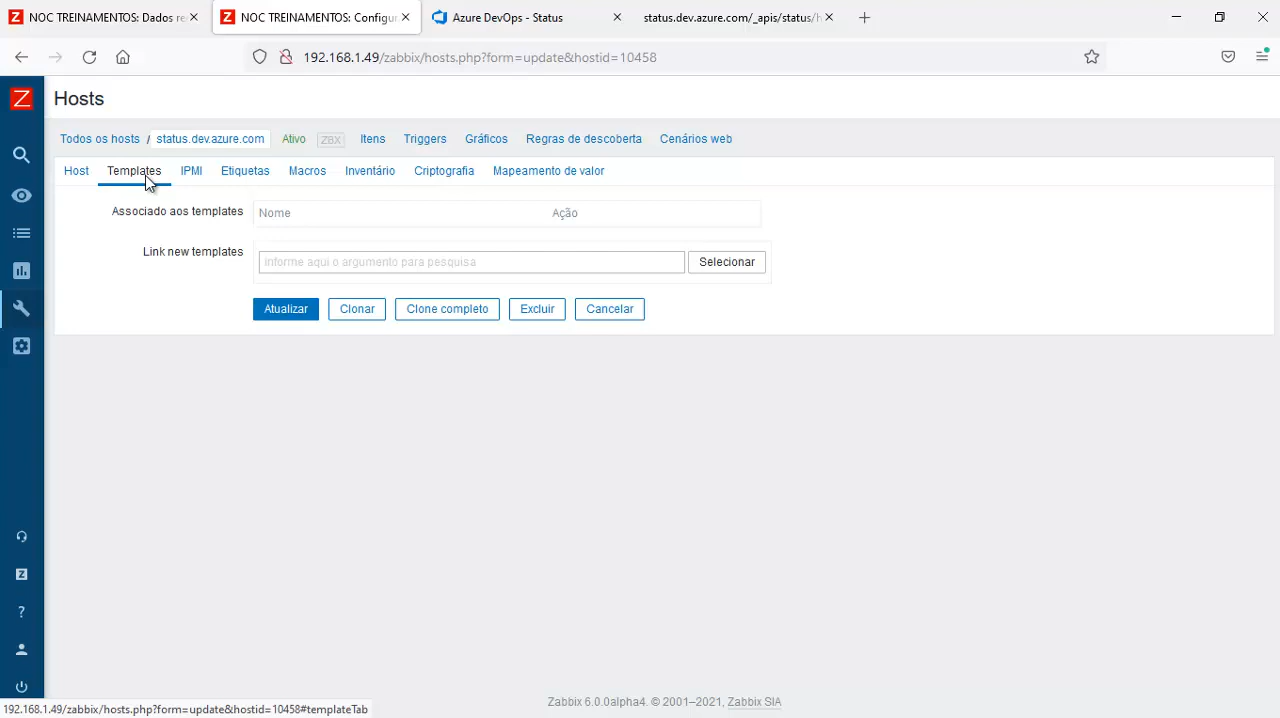 NOC TREINAMENTOS: Dados re
NOC TREINAMENTOS: Configu
Azure DevOps - Status
status.dev.azure.com/_apis/status/h
192.168.1.49/zabbix/hosts.php?form=update&hostid=10458
Z
Hosts
Todos os hosts / status.dev.azure.com Ativo ZBX Itens Triggers Gráficos Regras de descoberta Cenários web
Host Templates IPMI Etiquetas Macros Inventário Criptografia Mapeamento de valor
Associado aos templates Nome Ação
Link new templates informe aqui o argumento para pesquisa Selecionar
Atualizar Clonar Clone completo Excluir Cancelar
Z
?
Zabbix 6.0.0alpha4. © 2001–2021, Zabbix SIA
192.168.1.49/zabbix/hosts.php?form=update&hostid=10458#templateTab